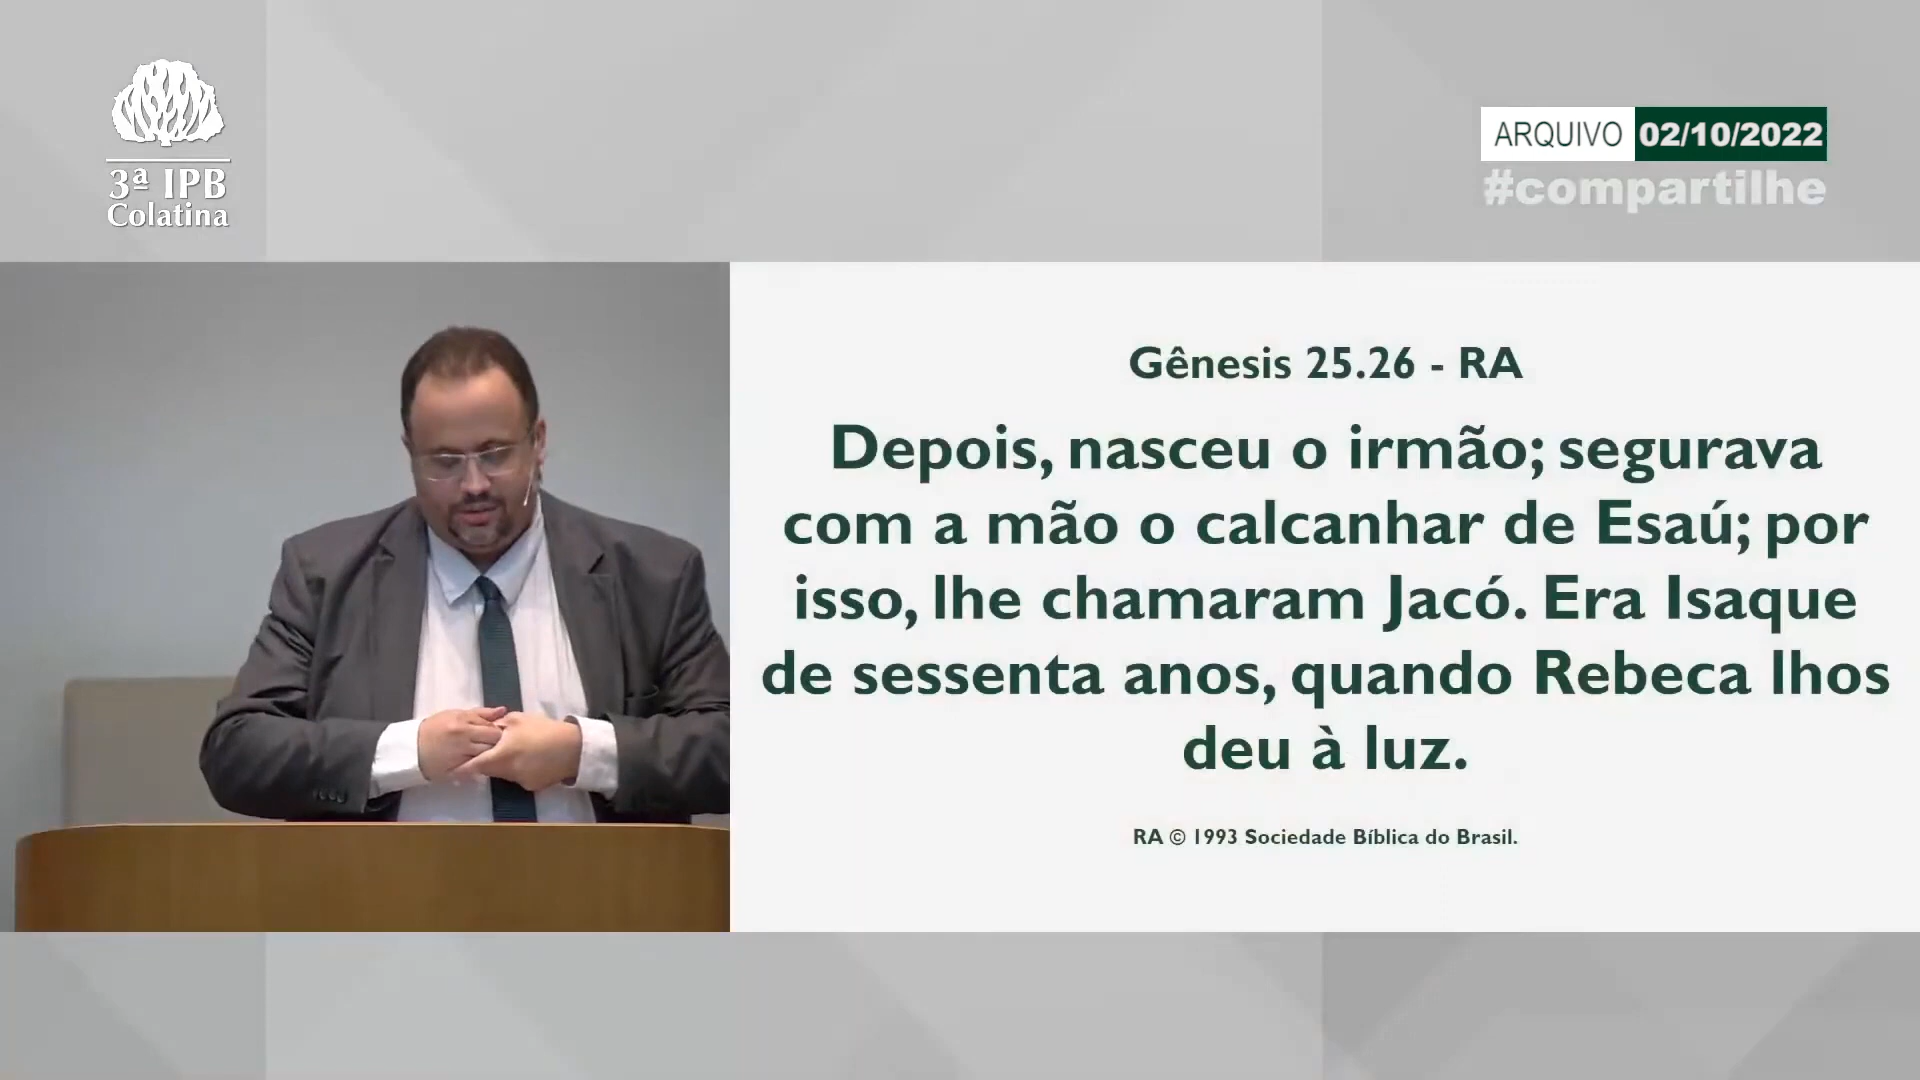 3ª IPB
Colatina
ARQUIVO 02/10/2022
#compartilhe
Gênesis 25.26 - RA
Depois, nasceu o irmão; segurava
com a mão o calcanhar de Esaú; por
isso, lhe chamaram Jacó. Era Isaque
de sessenta anos, quando Rebeca lhos
deu à luz.
RA © 1993 Sociedade Bíblica do Brasil.